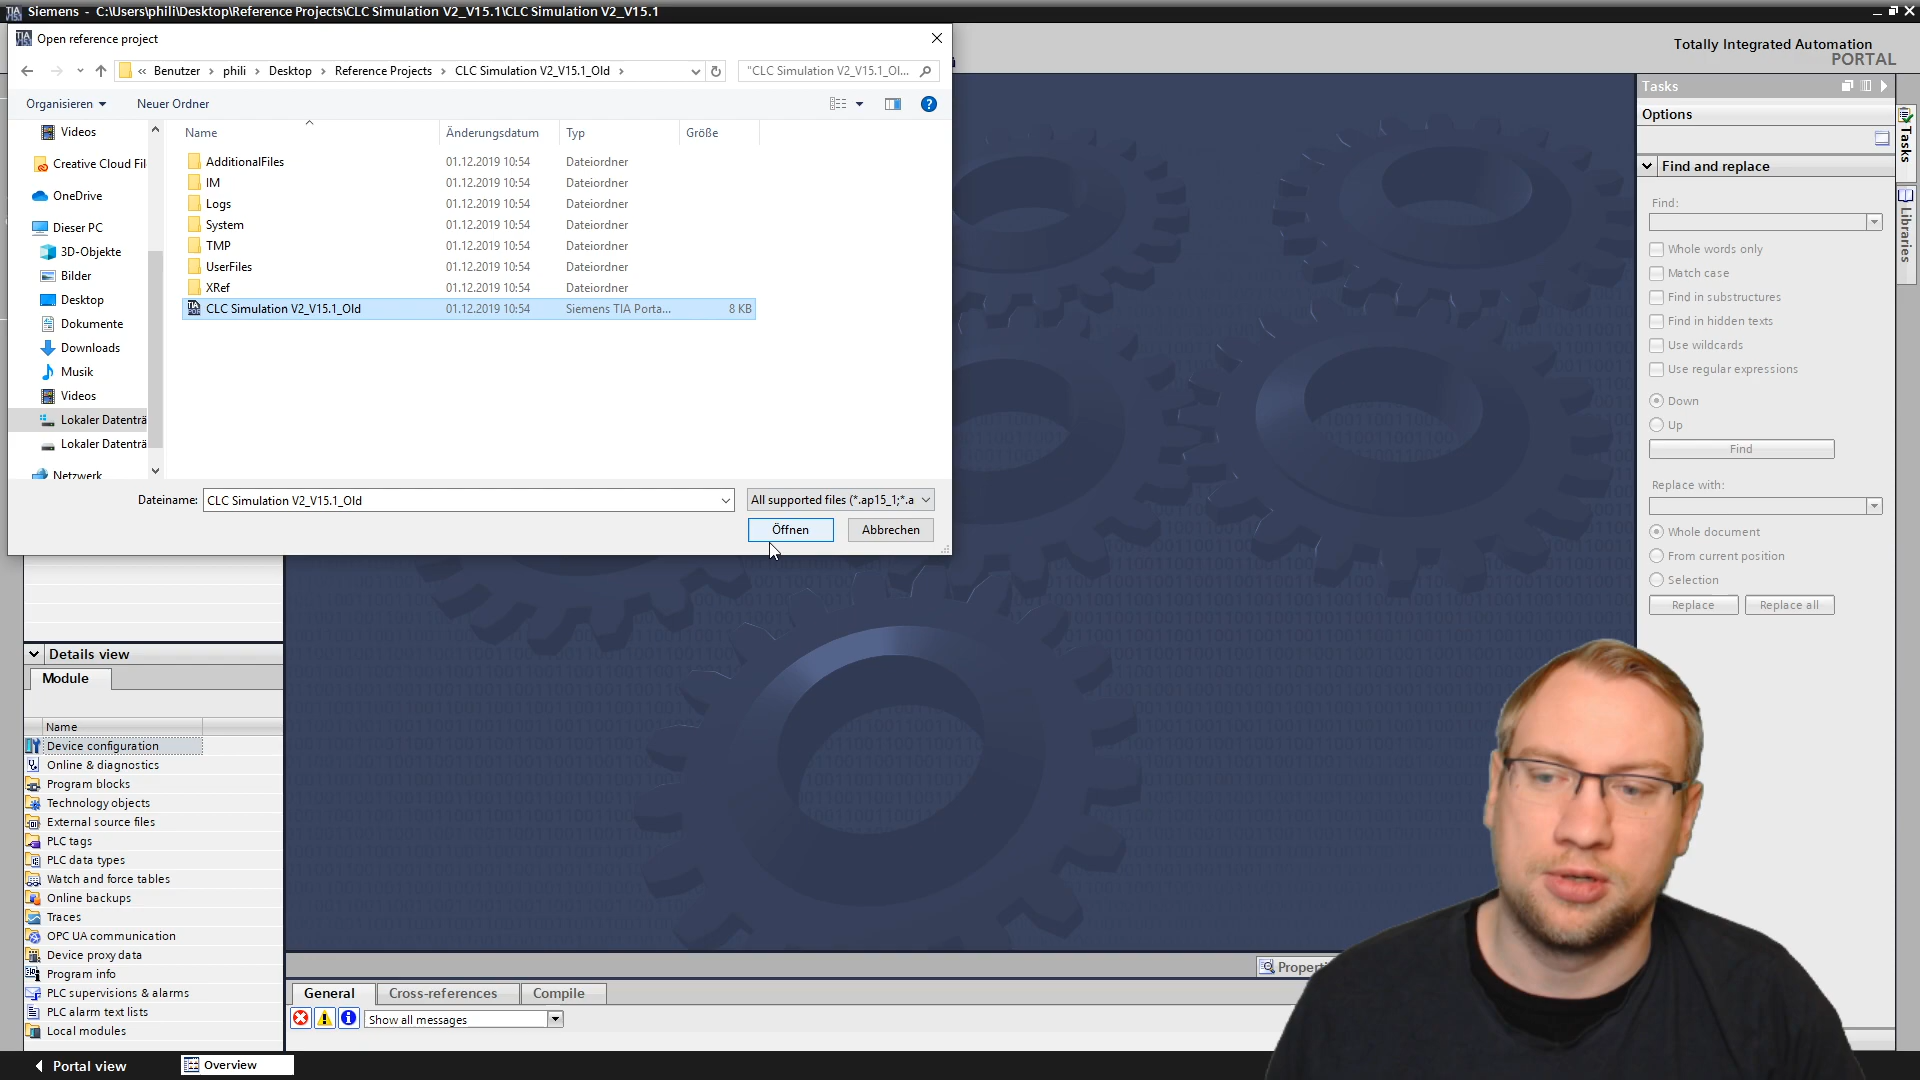 Siemens - C:\Users\phili\Desktop\Reference Projects\CLC Simulation V2_V15.1\CLC Simulation V2_V15.1
Open reference project
Totally Integrated Automation
PORTAL
« Benutzer › phili › Desktop › Reference Projects › CLC Simulation V2_V15.1_Old ›
"CLC Simulation V2_V15.1_Ol...
Organisieren
Neuer Ordner
Videos
Creative Cloud Fil
OneDrive
Dieser PC
3D-Objekte
Bilder
Desktop
Dokumente
Downloads
Musik
Videos
Lokaler Datenträ
Lokaler Datenträ
Netzwerk
Name Änderungsdatum Typ Größe
AdditionalFiles 01.12.2019 10:54 Dateiordner
IM 01.12.2019 10:54 Dateiordner
Logs 01.12.2019 10:54 Dateiordner
System 01.12.2019 10:54 Dateiordner
TMP 01.12.2019 10:54 Dateiordner
UserFiles 01.12.2019 10:54 Dateiordner
XRef 01.12.2019 10:54 Dateiordner
CLC Simulation V2_V15.1_Old 01.12.2019 10:54 Siemens TIA Porta... 8 KB
Dateiname: CLC Simulation V2_V15.1_Old
All supported files (*.ap15_1;*.a
Öffnen
Abbrechen
Details view
Module
Name
Device configuration
Online & diagnostics
Program blocks
Technology objects
External source files
PLC tags
PLC data types
Watch and force tables
Online backups
Traces
OPC UA communication
Device proxy data
Program info
PLC supervisions & alarms
PLC alarm text lists
Local modules
Properti
General
Cross-references
Compile
Show all messages
Portal view
Overview
Tasks
Options
Find and replace
Find:
Whole words only
Match case
Find in substructures
Find in hidden texts
Use wildcards
Use regular expressions
Down
Up
Find
Replace with:
Whole document
From current position
Selection
Replace
Replace all
Tasks
Libraries